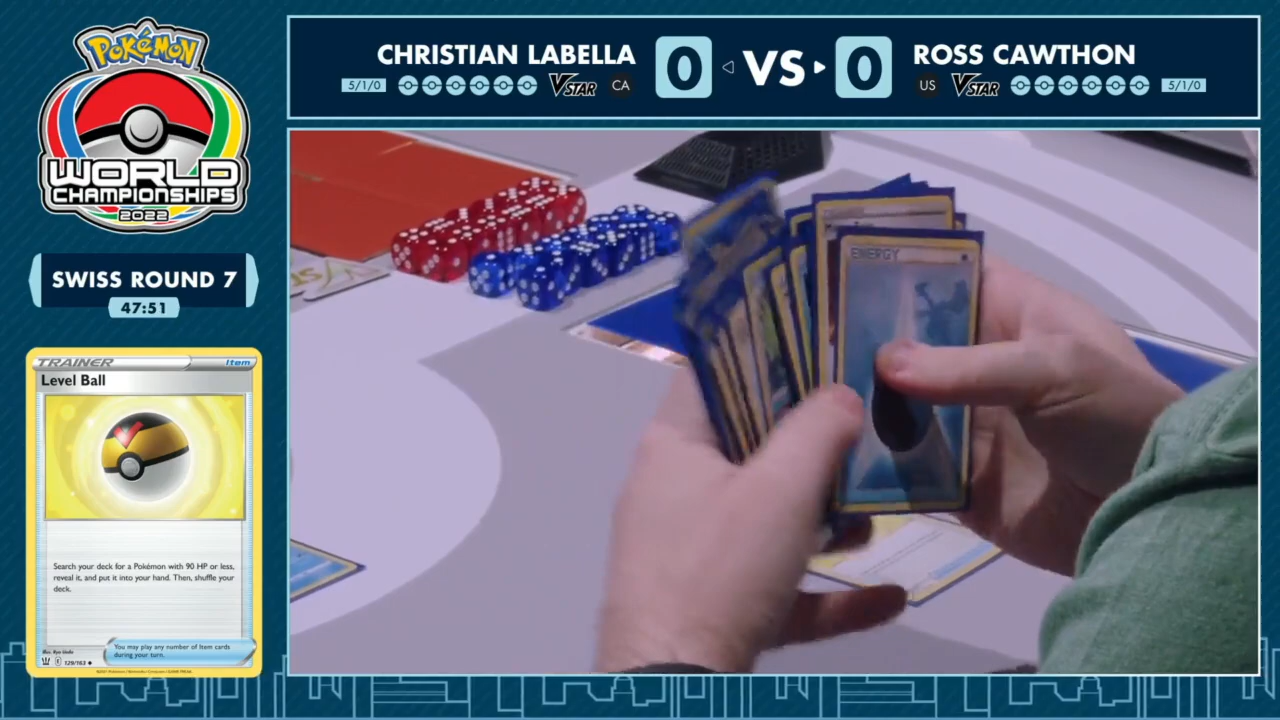 POKÉMON
WORLD
CHAMPIONSHIPS
2022
SWISS ROUND 7
47:51
CHRISTIAN LABELLA
5/1/0
VSTAR
CA
0
VS
0
ROSS CAWTHON
US
VSTAR
5/1/0
TRAINER
Item
Level Ball
Search your deck for a Pokémon with 90 HP or less,
reveal it, and put it into your hand. Then, shuffle your
deck.
You may play any number of Item cards
during your turn.
129/163
ENERGY